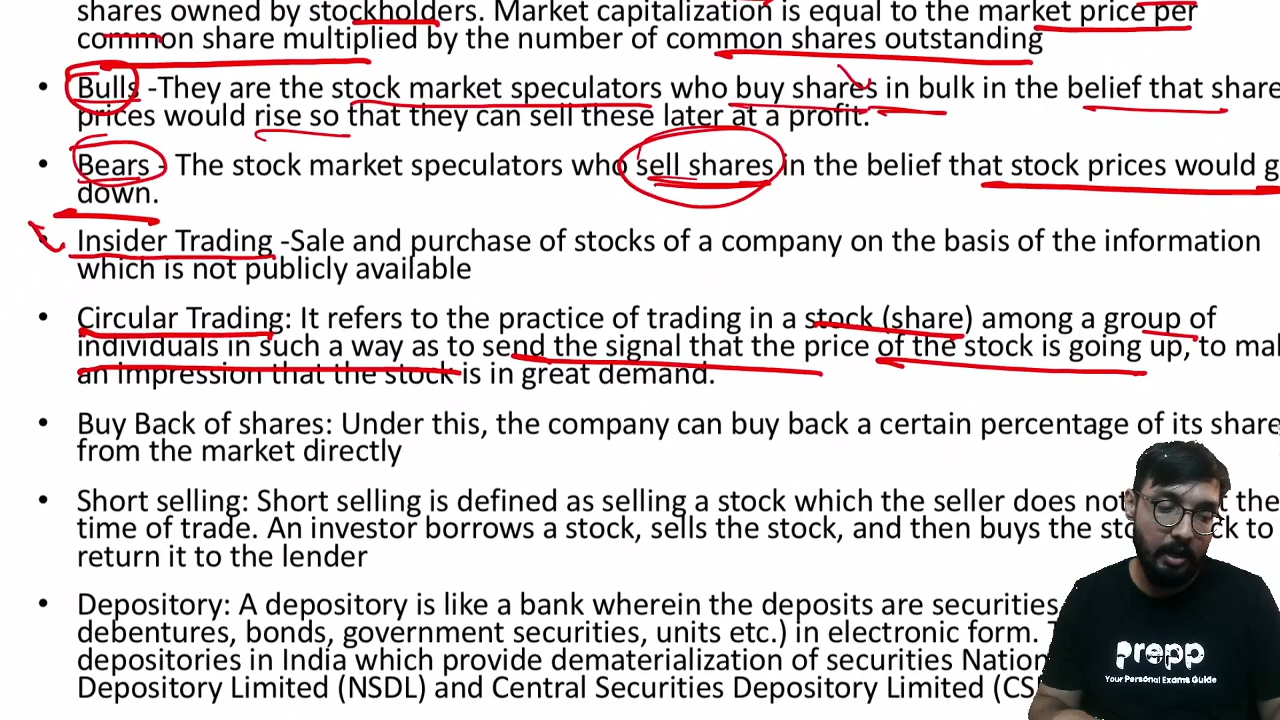 shares owned by stockholders. Market capitalization is equal to the market price per
common share multiplied by the number of common shares outstanding
• Bulls -They are the stock market speculators who buy shares in bulk in the belief that share
prices would rise so that they can sell these later at a profit.
• Bears - The stock market speculators who sell shares in the belief that stock prices would g
down.
• Insider Trading -Sale and purchase of stocks of a company on the basis of the information
which is not publicly available
• Circular Trading: It refers to the practice of trading in a stock (share) among a group of
individuals in such a way as to send the signal that the price of the stock is going up, to mal
an impression that the stock is in great demand.
• Buy Back of shares: Under this, the company can buy back a certain percentage of its share
from the market directly
• Short selling: Short selling is defined as selling a stock which the seller does not the
time of trade. An investor borrows a stock, sells the stock, and then buys the to
return it to the lender
• Depository: A depository is like a bank wherein the deposits are securities
debentures, bonds, government securities, units etc.) in electronic form.
depositories in India which provide dematerialization of securities
Depository Limited (NSDL) and Central Securities Depository Limited
prepp
Your Personal Exams Guide